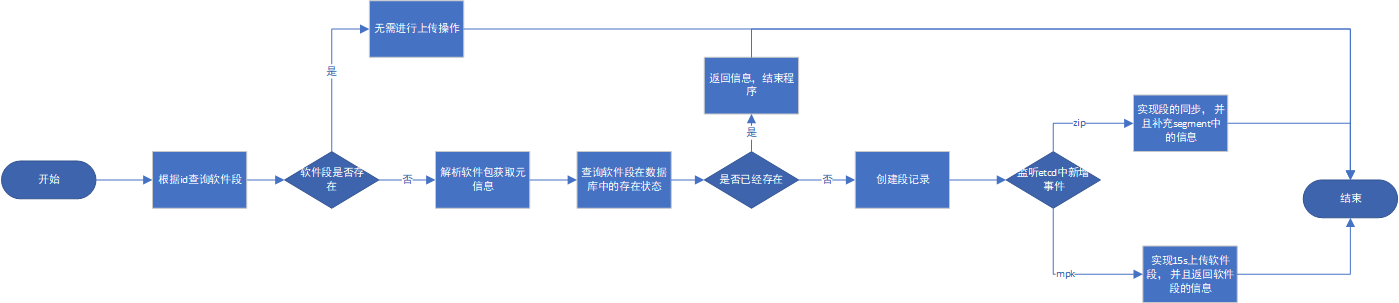 无需进行上传操作
是
返回信息，结束程
序
是
zip
实现段的同步，并
且补充segment中
的信息
开始
根据id查询软件段
软件段是否存
在
否
解析软件包获取元
信息
查询软件段在数据
库中的存在状态
是否已经存在
否
创建段记录
监听etcd中新增
事件
结束
mpk
实现15s上传软件
段，并且返回软件
段的信息